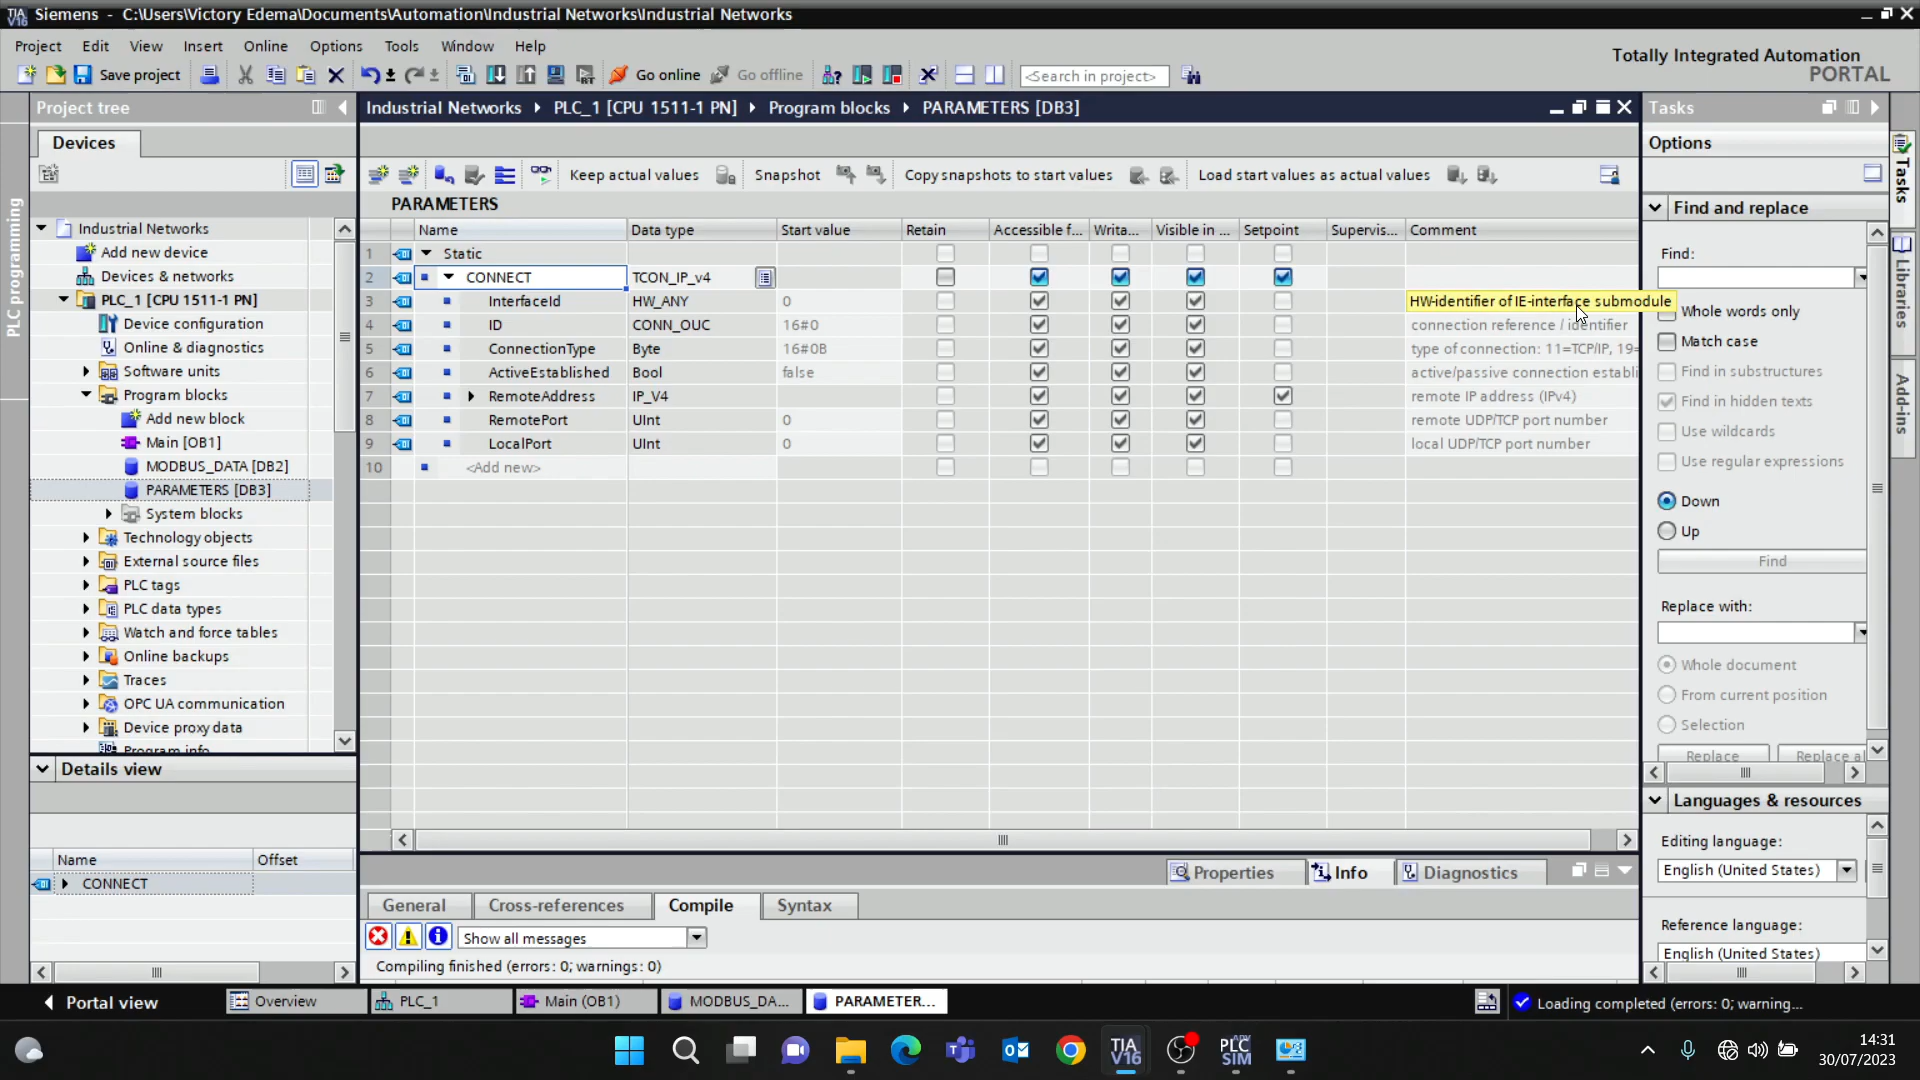 Siemens - C:\Users\Victory Edema\Documents\Automation\Industrial Networks\Industrial Networks
Project Edit View Insert Online Options Tools Window Help
Totally Integrated Automation
PORTAL
Save project Go online Go offline <Search in project>
Project tree
Industrial Networks PLC_1 [CPU 1511-1 PN] Program blocks PARAMETERS [DB3]
Tasks
Devices
Options
Keep actual values Snapshot Copy snapshots to start values Load start values as actual values
PLC programming
PARAMETERS
Name Data type Start value Retain Accessible f... Writa... Visible in ... Setpoint Supervis... Comment
1 Static
2 CONNECT TCON_IP_v4
3 InterfaceId HW_ANY 0 HW-identifier of IE-interface submodule
4 ID CONN_OUC 16#0 connection reference / identifier
5 ConnectionType Byte 16#0B type of connection: 11=TCP/IP, 19=
6 ActiveEstablished Bool false active/passive connection establi
7 RemoteAddress IP_V4 remote IP address (IPv4)
8 RemotePort UInt 0 remote UDP/TCP port number
9 LocalPort UInt 0 local UDP/TCP port number
10 <Add new>
Industrial Networks
Add new device
Devices & networks
PLC_1 [CPU 1511-1 PN]
Device configuration
Online & diagnostics
Software units
Program blocks
Add new block
Main [OB1]
MODBUS_DATA [DB2]
PARAMETERS [DB3]
System blocks
Technology objects
External source files
PLC tags
PLC data types
Watch and force tables
Online backups
Traces
OPC UA communication
Device proxy data
Program info
Details view
Name Offset
CONNECT
Find and replace
Find:
Whole words only
Match case
Find in substructures
Find in hidden texts
Use wildcards
Use regular expressions
Down
Up
Find
Replace with:
Whole document
From current position
Selection
Replace Replace al
Languages & resources
Editing language:
English (United States)
Reference language:
English (United States)
Tasks
Libraries
Add-ins
Properties Info Diagnostics
General Cross-references Compile Syntax
Show all messages
Compiling finished (errors: 0; warnings: 0)
Portal view Overview PLC_1 Main (OB1) MODBUS_DA... PARAMETER... Loading completed (errors: 0; warning...
TIA V16
PLC SIM
14:31
30/07/2023